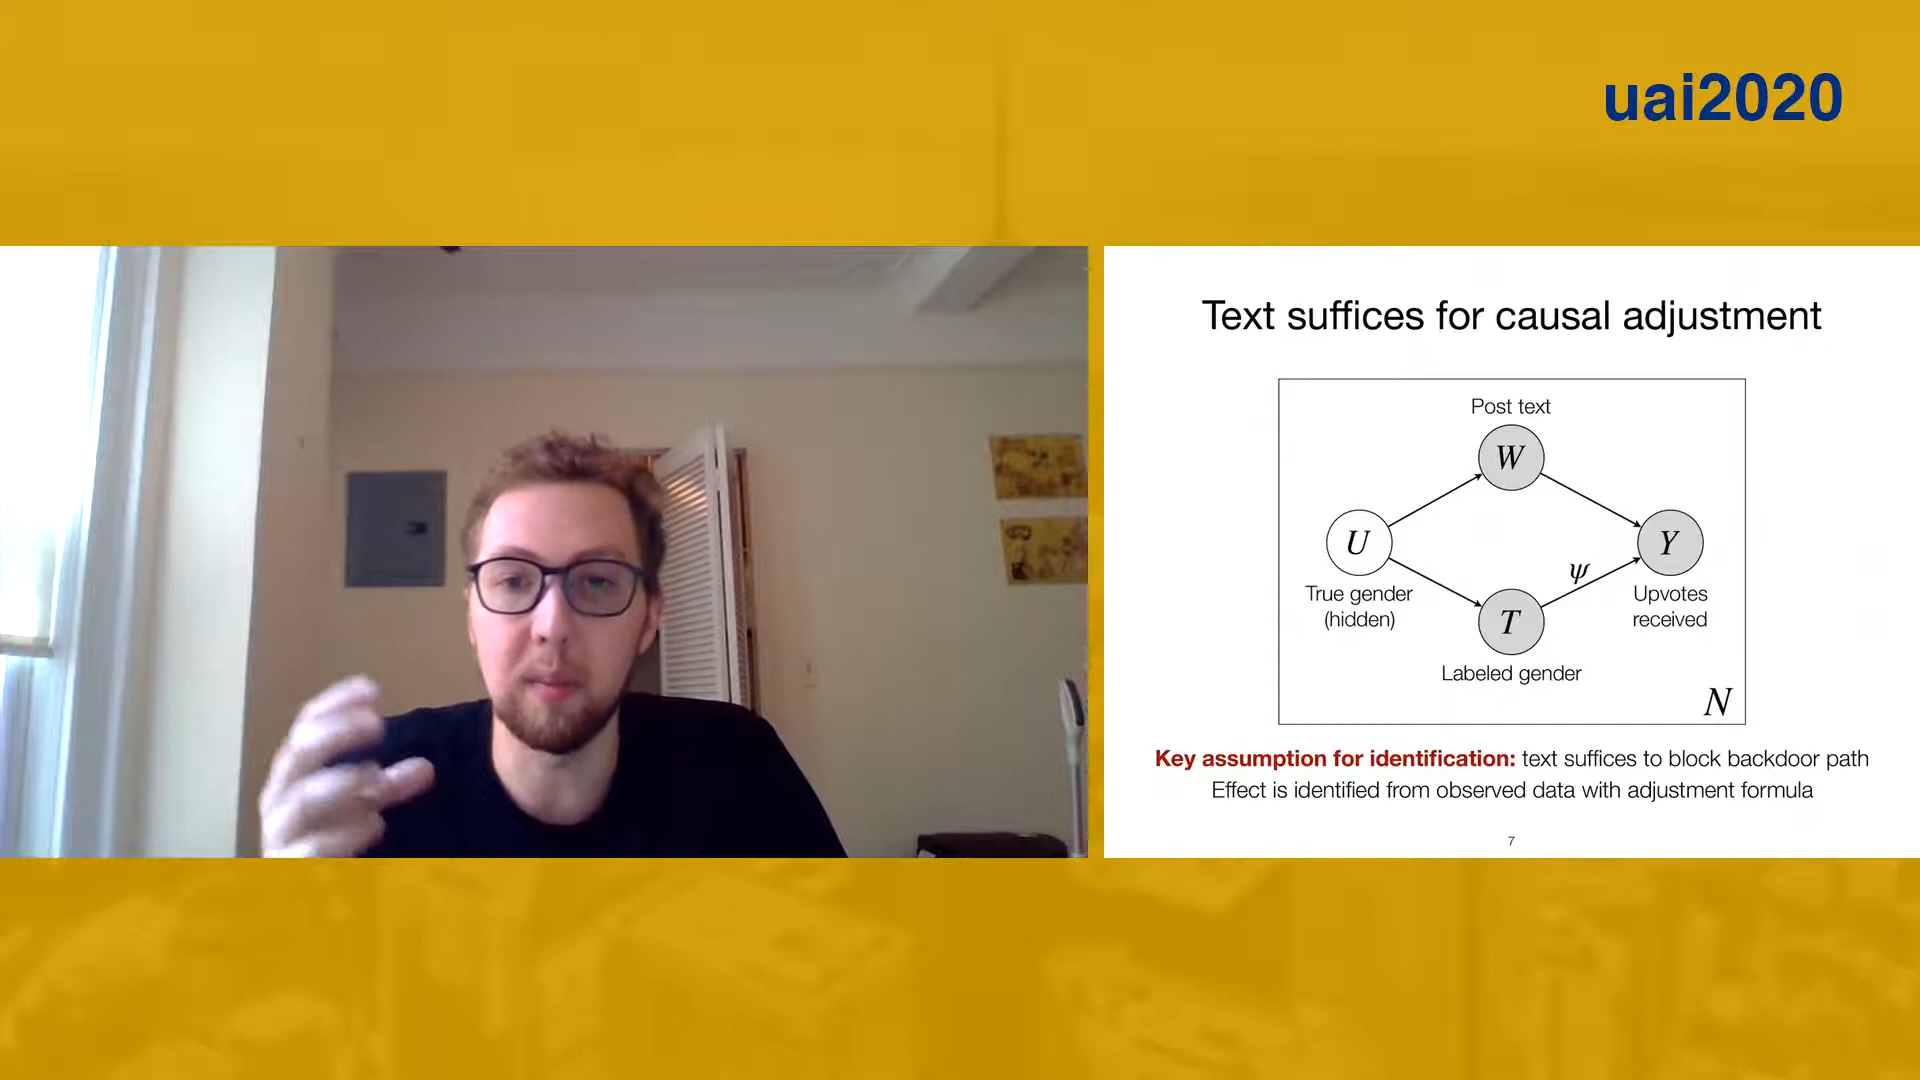 uai2020
Text suffices for causal adjustment
Post text
W
U
Y
ψ
True gender
(hidden)
Upvotes
received
T
Labeled gender
N
Key assumption for identification: text suffices to block backdoor path
Effect is identified from observed data with adjustment formula
7